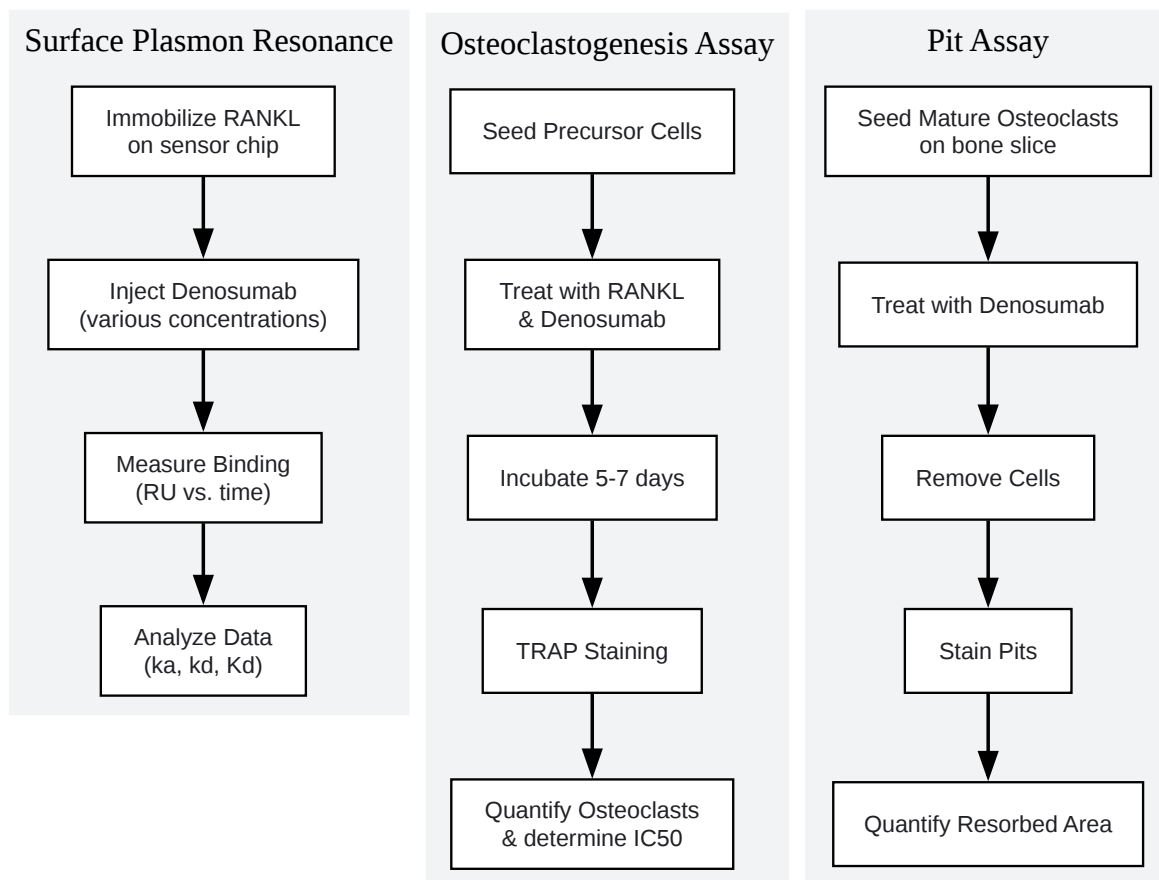 Surface Plasmon Resonance
Immobilize RANKL
on sensor chip
Inject Denosumab
(various concentrations)
Measure Binding
(RU vs. time)
Analyze Data
(ka, kd, Kd)
Osteoclastogenesis Assay
Seed Precursor Cells
Treat with RANKL
& Denosumab
Incubate 5-7 days
TRAP Staining
Quantify Osteoclasts
& determine IC50
Pit Assay
Seed Mature Osteoclasts
on bone slice
Treat with Denosumab
Remove Cells
Stain Pits
Quantify Resorbed Area